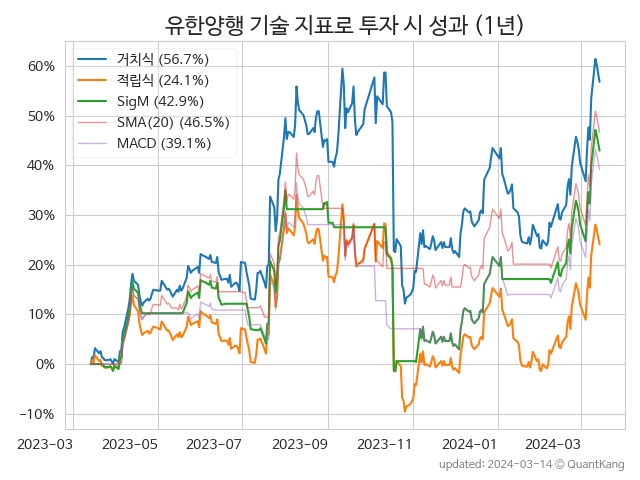 유한양행 기술 지표로 투자 시 성과 (1년)
거치식 (56.7%)
적립식 (24.1%)
SigM (42.9%)
SMA(20) (46.5%)
MACD (39.1%)
60%
50%
40%
30%
20%
10%
0%
−10%
2023-03 2023-05 2023-07 2023-09 2023-11 2024-01 2024-03
updated: 2024-03-14 © QuantKang